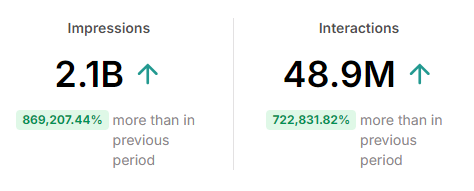 Impressions
2.1B
869,207.44% more than in
previous
period
Interactions
48.9M
722,831.82% more than in
previous
period